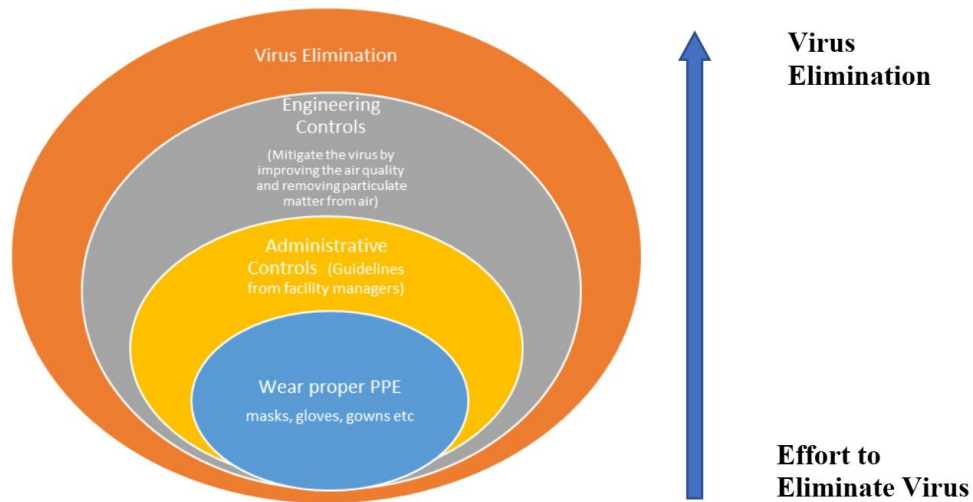 Virus Elimination
Engineering
Controls
(Mitigate the virus by
improving the air quality
and removing particulate
matter from air)
Administrative
Controls (Guidelines
from facility managers)
Wear proper PPE
masks, gloves, gowns etc
Virus
Elimination
Effort to
Eliminate Virus